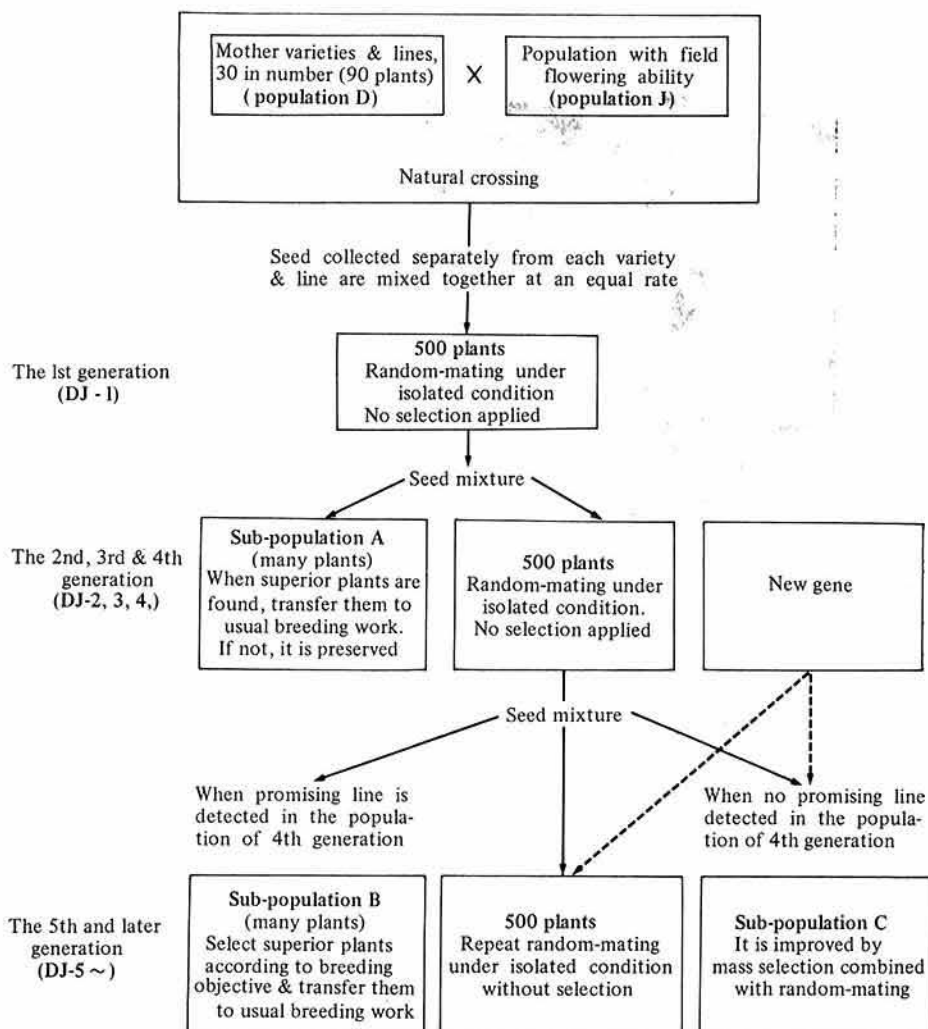 Mother varieties & lines,
30 in number (90 plants)
( population D)
X
Population with field
flowering ability
(population J)
Natural crossing
Seed collected separately from each variety
& line are mixed together at an equal rate
The lst generation
(DJ - l)
500 plants
Random-mating under
isolated condition
No selection applied
Seed mixture
The 2nd, 3rd & 4th
generation
(DJ-2, 3, 4,)
Sub-population A
(many plants)
When superior plants are
found, transfer them to
usual breeding work.
If not, it is preserved
500 plants
Random-mating under
isolated condition.
No selection applied
New gene
Seed mixture
When promising line is
detected in the popula-
tion of 4th generation
When no promising line
detected in the popula-
tion of 4th generation
The 5th and later
generation
(DJ-5 ~ )
Sub-population B
(many plants)
Select superior plants
according to breeding
objective & transfer them
to usual breeding work
500 plants
Repeat random-mating
under isolated condition
without selection
Sub-population C
It is improved by
mass selection combined
with random-mating